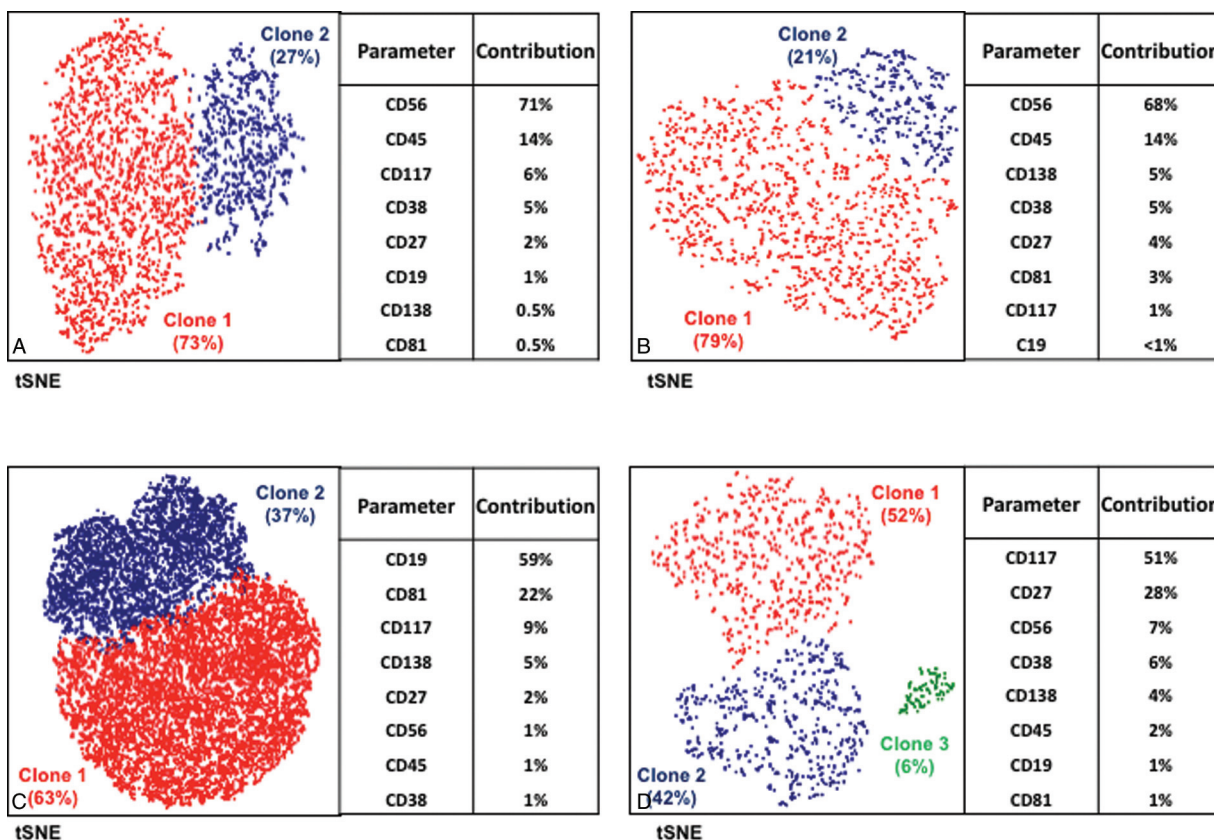 Clone 2
(27%)
Clone 1
(73%)
A
tSNE
Parameter Contribution
CD56 71%
CD45 14%
CD117 6%
CD38 5%
CD27 2%
CD19 1%
CD138 0.5%
CD81 0.5%
Clone 2
(21%)
Clone 1
(79%)
B
tSNE
Parameter Contribution
CD56 68%
CD45 14%
CD138 5%
CD38 5%
CD27 4%
CD81 3%
CD117 1%
C19 <1%
Clone 2
(37%)
Clone 1
(63%)
C
tSNE
Parameter Contribution
CD19 59%
CD81 22%
CD117 9%
CD138 5%
CD27 2%
CD56 1%
CD45 1%
CD38 1%
Clone 1
(52%)
Clone 3
(6%)
Clone 2
(42%)
D
tSNE
Parameter Contribution
CD117 51%
CD27 28%
CD56 7%
CD38 6%
CD138 4%
CD45 2%
CD19 1%
CD81 1%